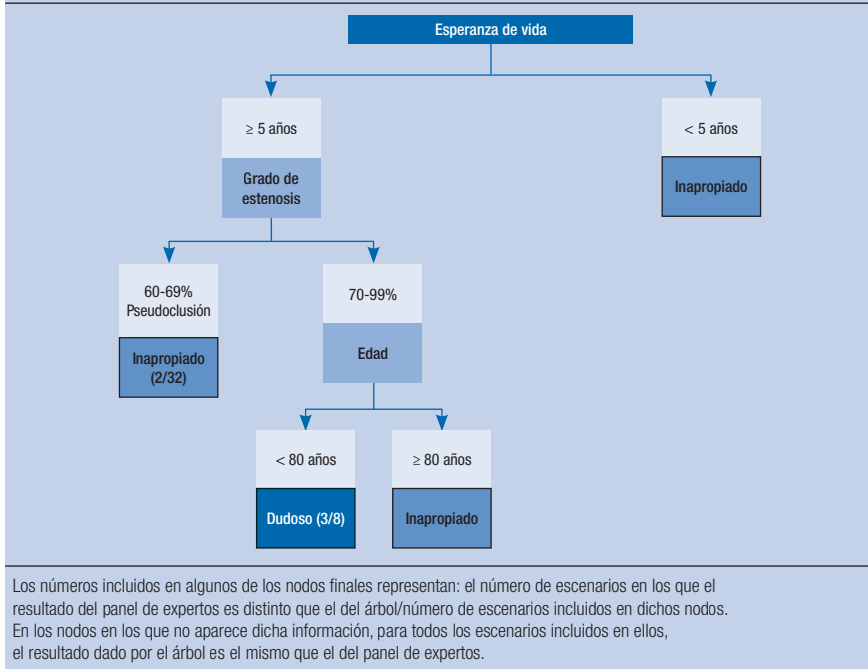 Esperanza de vida
≥ 5 años
< 5 años
Grado de
estenosis
Inapropiado
60-69%
Pseudoclusión
70-99%
Inapropiado
(2/32)
Edad
< 80 años
≥ 80 años
Dudoso (3/8)
Inapropiado
Los números incluidos en algunos de los nodos finales representan: el número de escenarios en los que el
resultado del panel de expertos es distinto que el del árbol/número de escenarios incluidos en dichos nodos.
En los nodos en los que no aparece dicha información, para todos los escenarios incluidos en ellos,
el resultado dado por el árbol es el mismo que el del panel de expertos.